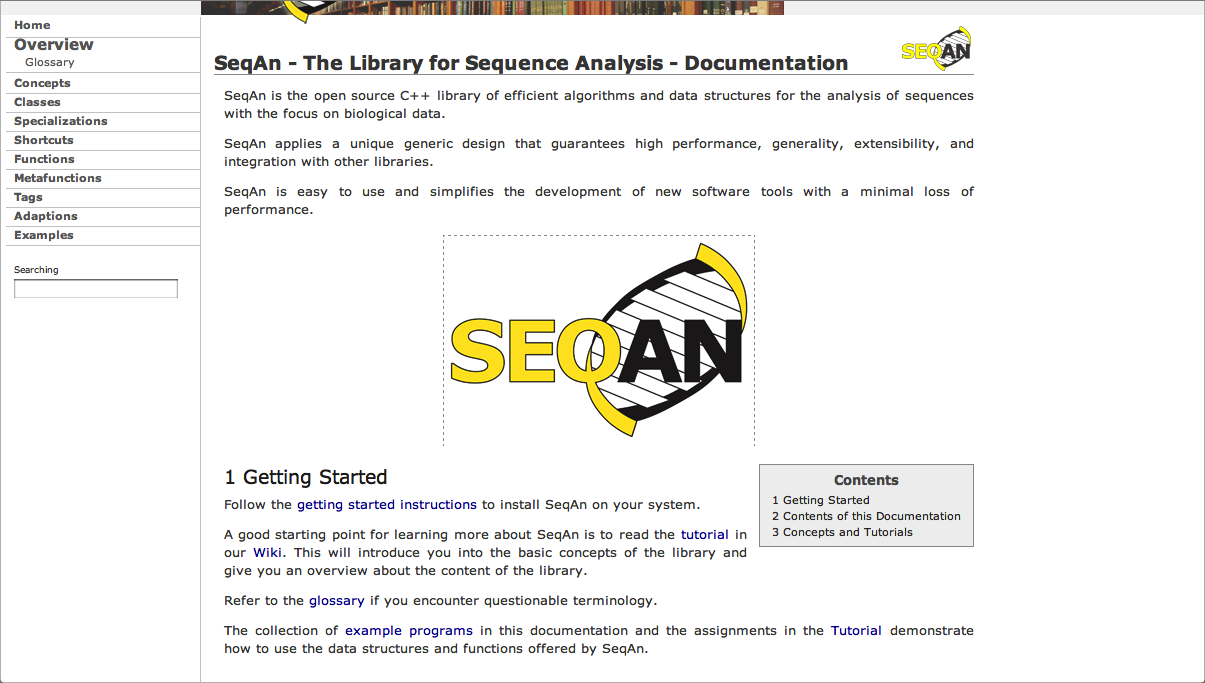 Home
Overview
Glossary
Concepts
Classes
Specializations
Shortcuts
Functions
Metafunctions
Tags
Adaptions
Examples
Searching
SeqAn - The Library for Sequence Analysis - Documentation
SEQAN
SeqAn is the open source C++ library of efficient algorithms and data structures for the analysis of sequences
with the focus on biological data.
SeqAn applies a unique generic design that guarantees high performance, generality, extensibility, and
integration with other libraries.
SeqAn is easy to use and simplifies the development of new software tools with a minimal loss of
performance.
SEQAN
1 Getting Started
Follow the getting started instructions to install SeqAn on your system.
A good starting point for learning more about SeqAn is to read the tutorial in
our Wiki. This will introduce you into the basic concepts of the library and
give you an overview about the content of the library.
Refer to the glossary if you encounter questionable terminology.
The collection of example programs in this documentation and the assignments in the Tutorial demonstrate
how to use the data structures and functions offered by SeqAn.
Contents
1 Getting Started
2 Contents of this Documentation
3 Concepts and Tutorials